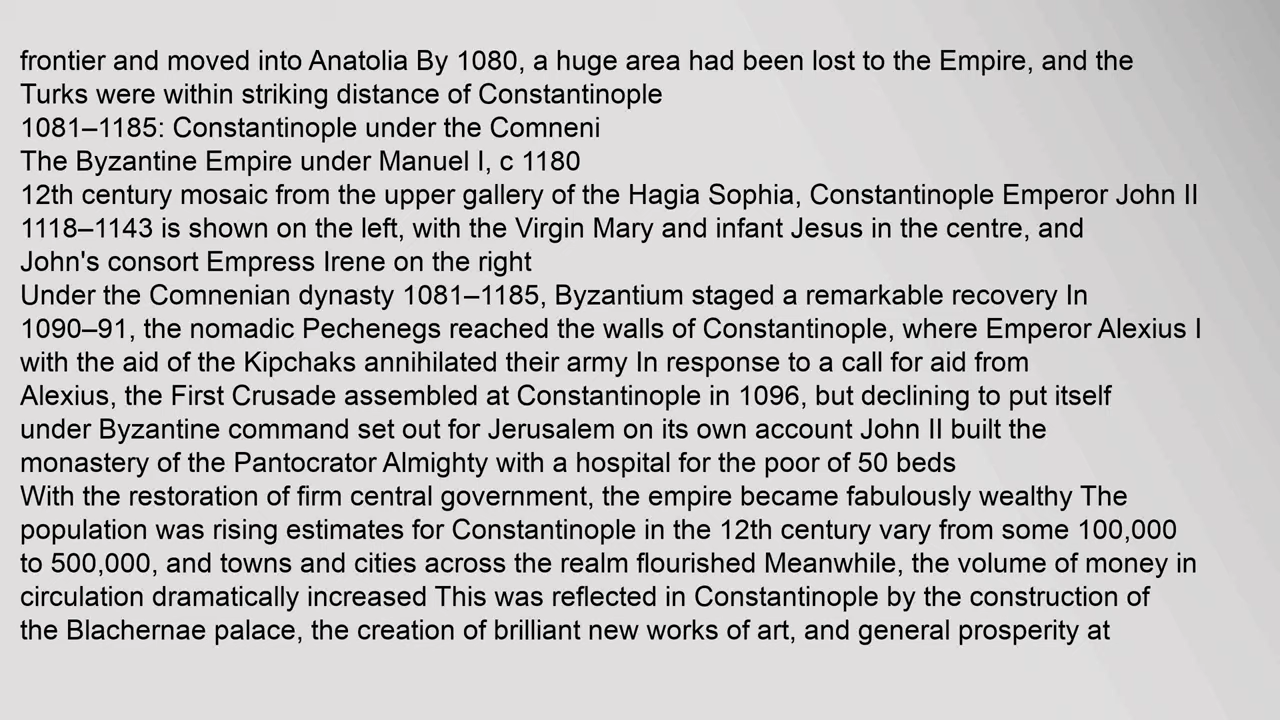 frontier and moved into Anatolia By 1080, a huge area had been lost to the Empire, and the
Turks were within striking distance of Constantinople
1081–1185: Constantinople under the Comneni
The Byzantine Empire under Manuel I, c 1180
12th century mosaic from the upper gallery of the Hagia Sophia, Constantinople Emperor John II
1118–1143 is shown on the left, with the Virgin Mary and infant Jesus in the centre, and
John's consort Empress Irene on the right
Under the Comnenian dynasty 1081–1185, Byzantium staged a remarkable recovery In
1090–91, the nomadic Pechenegs reached the walls of Constantinople, where Emperor Alexius I
with the aid of the Kipchaks annihilated their army In response to a call for aid from
Alexius, the First Crusade assembled at Constantinople in 1096, but declining to put itself
under Byzantine command set out for Jerusalem on its own account John II built the
monastery of the Pantocrator Almighty with a hospital for the poor of 50 beds
With the restoration of firm central government, the empire became fabulously wealthy The
population was rising estimates for Constantinople in the 12th century vary from some 100,000
to 500,000, and towns and cities across the realm flourished Meanwhile, the volume of money in
circulation dramatically increased This was reflected in Constantinople by the construction of
the Blachernae palace, the creation of brilliant new works of art, and general prosperity at